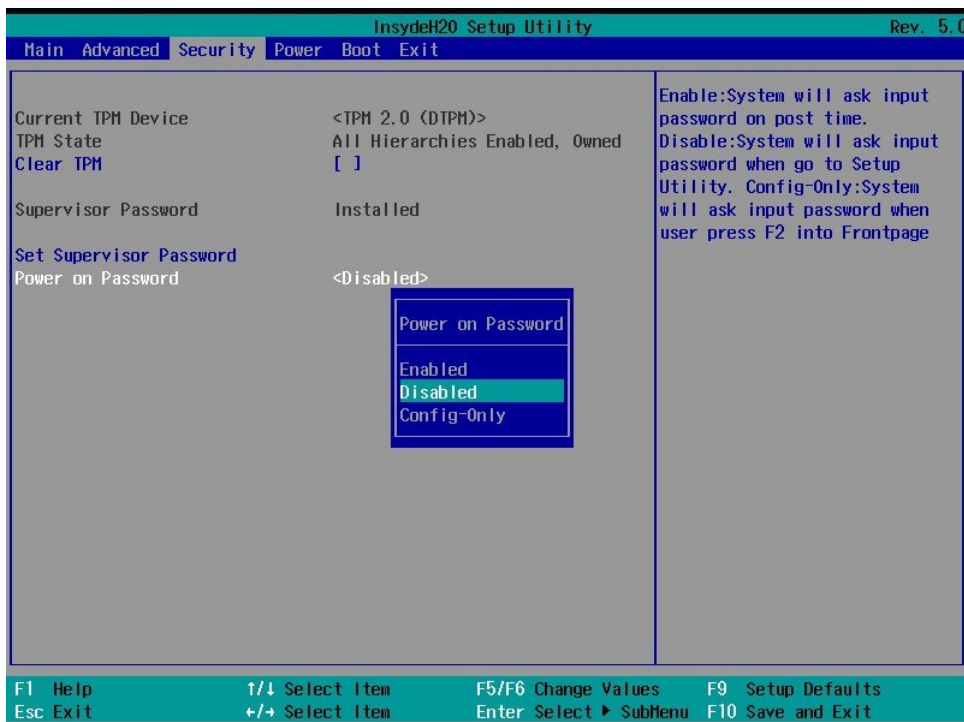 InsydeH20 Setup Utility Rev. 5.0
Main Advanced Security Power Boot Exit
Current TPM Device <TPM 2.0 (DTPM)>
TPM State All Hierarchies Enabled, Owned
Clear TPM [ ]
Supervisor Password Installed
Set Supervisor Password
Power on Password <Disabled>
Power on Password
Enabled
Disabled
Config-Only
Enable:System will ask input
password on post time.
Disable:System will ask input
password when go to Setup
Utility. Config-Only:System
will ask input password when
user press F2 into Frontpage
F1 Help ↑/↓ Select Item F5/F6 Change Values F9 Setup Defaults
Esc Exit ←/→ Select Item Enter Select ▶ SubMenu F10 Save and Exit